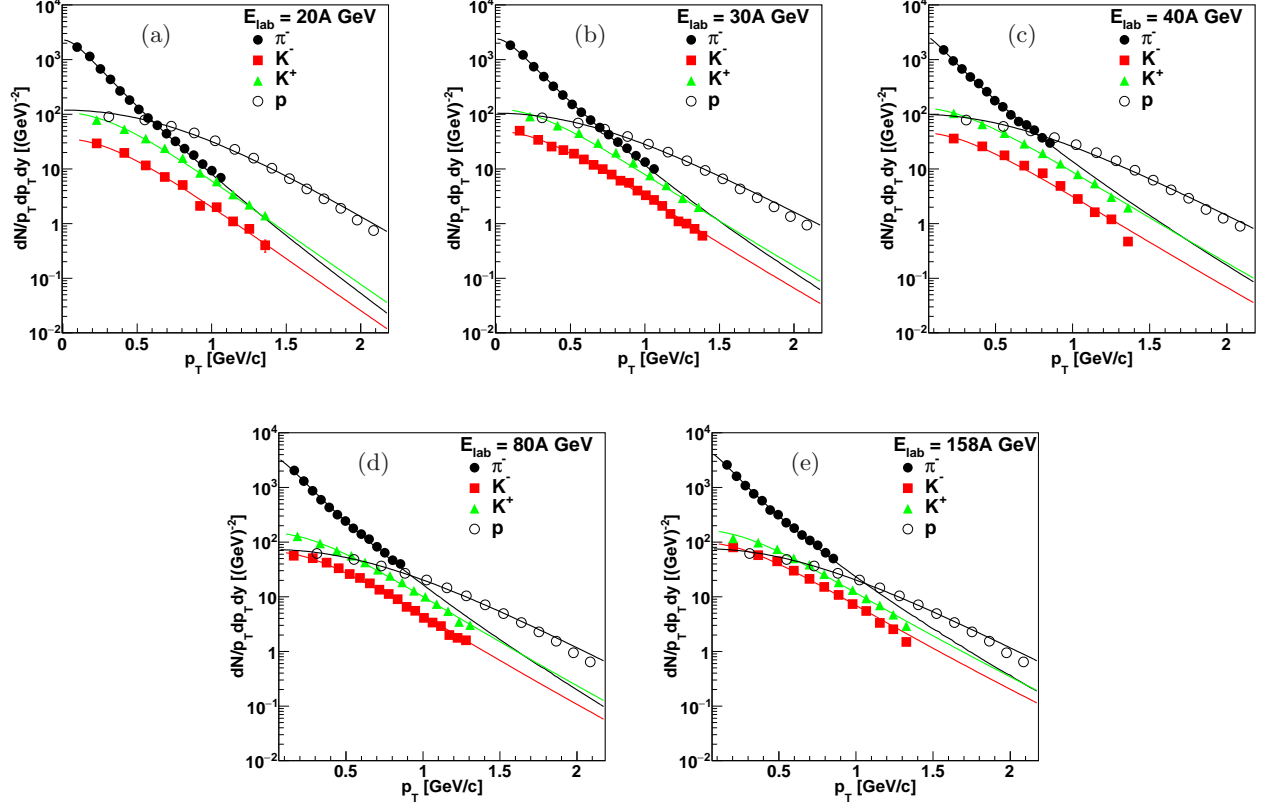 (a)
E_lab = 20A GeV
π⁻
K⁻
K⁺
p
dN/p_T dp_T dy [(GeV)⁻²]
10⁴
10³
10²
10
1
10⁻¹
10⁻²
0 0.5 1 1.5 2
p_T [GeV/c]
(b)
E_lab = 30A GeV
π⁻
K⁻
K⁺
p
dN/p_T dp_T dy [(GeV)⁻²]
10⁴
10³
10²
10
1
10⁻¹
10⁻²
0 0.5 1 1.5 2
p_T [GeV/c]
(c)
E_lab = 40A GeV
π⁻
K⁻
K⁺
p
dN/p_T dp_T dy [(GeV)⁻²]
10⁴
10³
10²
10
1
10⁻¹
10⁻²
0.5 1 1.5 2
p_T [GeV/c]
(d)
E_lab = 80A GeV
π⁻
K⁻
K⁺
p
dN/p_T dp_T dy [(GeV)⁻²]
10⁴
10³
10²
10
1
10⁻¹
10⁻²
0.5 1 1.5 2
p_T [GeV/c]
(e)
E_lab = 158A GeV
π⁻
K⁻
K⁺
p
dN/p_T dp_T dy [(GeV)⁻²]
10⁴
10³
10²
10
1
10⁻¹
10⁻²
0.5 1 1.5 2
p_T [GeV/c]